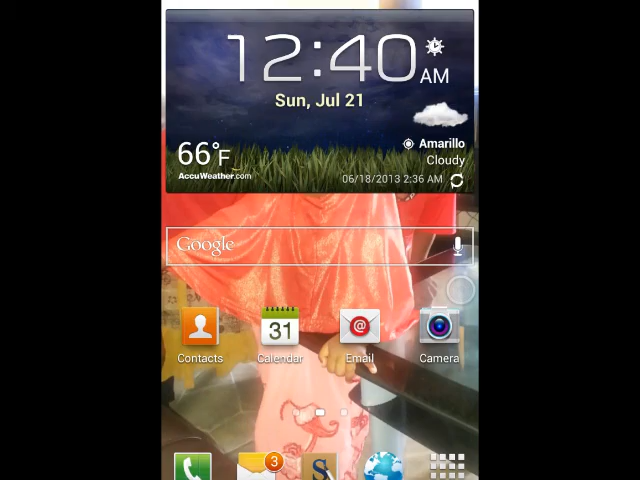 12:40 AM
Sun, Jul 21
66°F
AccuWeather.com
Amarillo
Cloudy
06/18/2013 2:36 AM
Google
31
@
Contacts
Calendar
Email
Camera
3
S